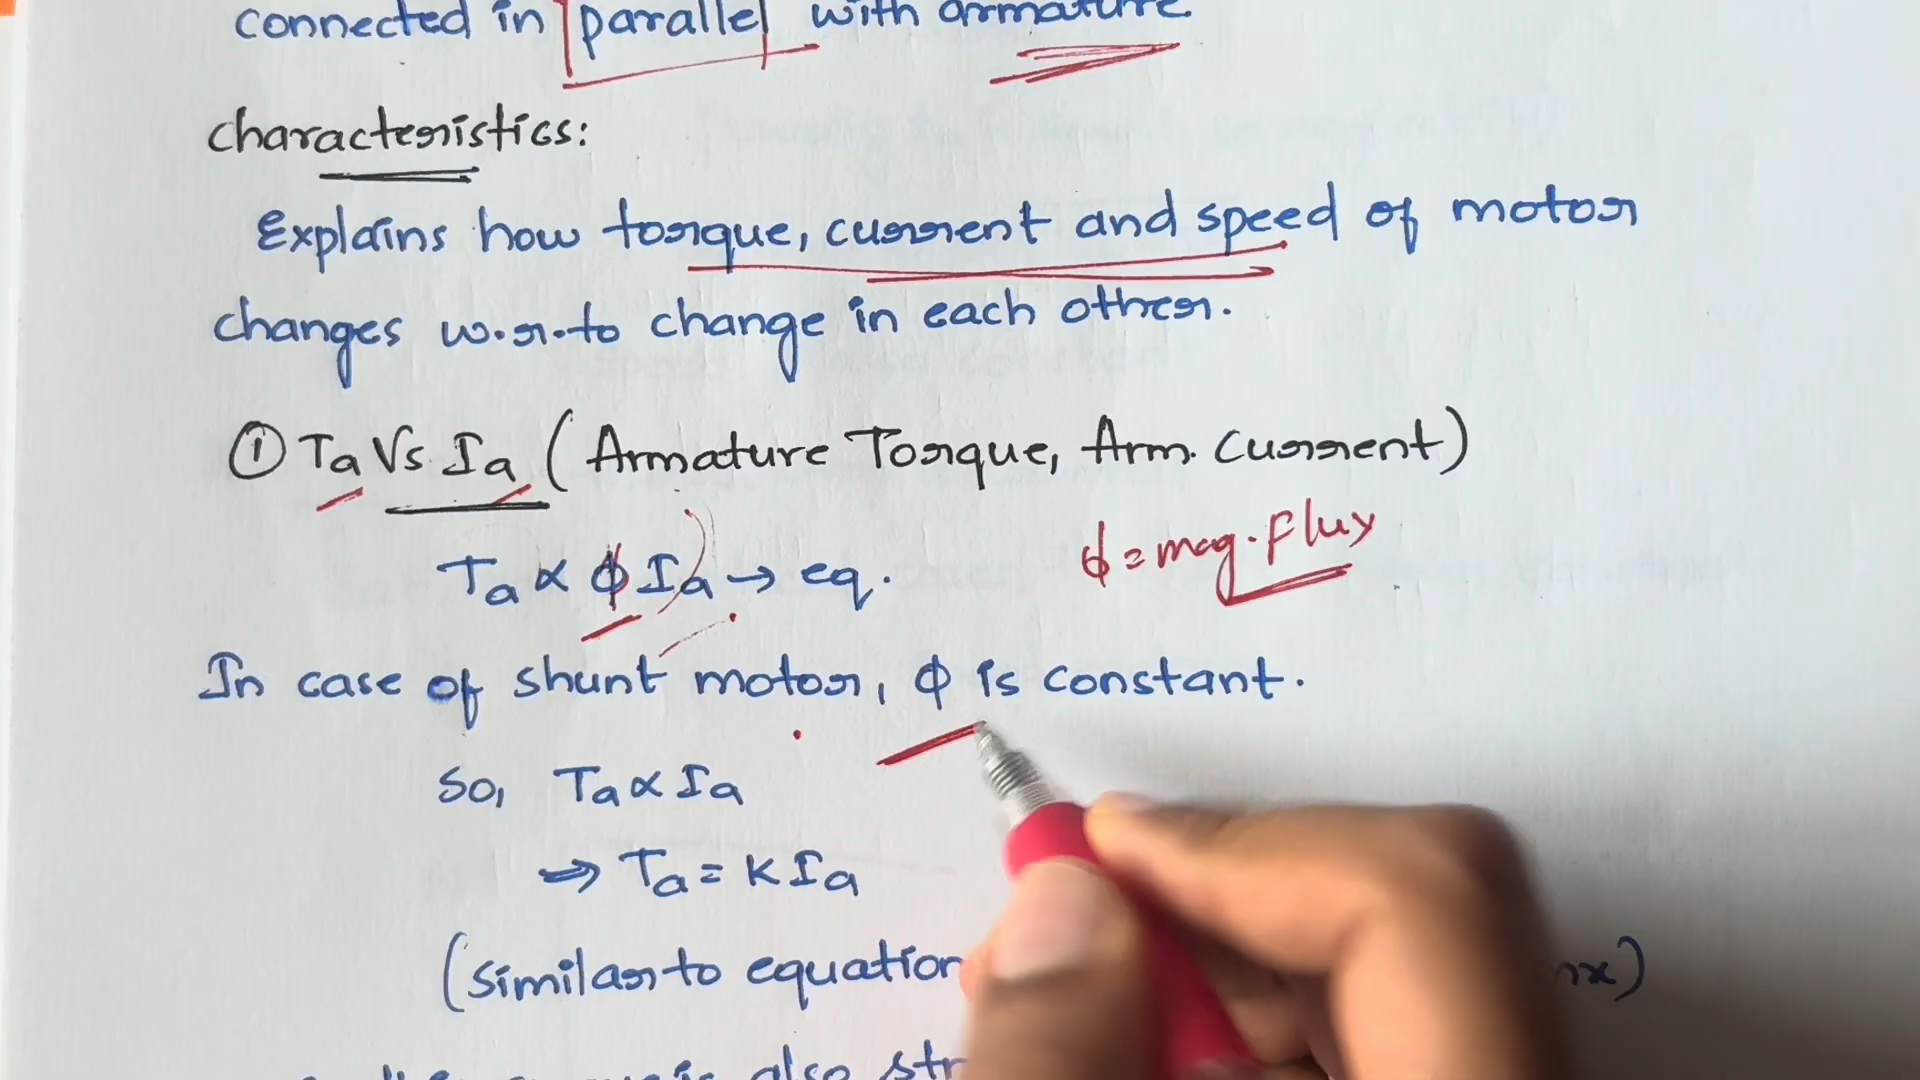 connected in parallel with armature.
characteristics:
Explains how torque, current and speed of motor
changes w.r.to change in each other.
① Ta Vs Ia (Armature Torque, Arm. Current)
Ta ∝ ϕ Ia → eq.
ϕ = mag. flux
In case of shunt motor, ϕ is constant.
So, Ta ∝ Ia
⇒ Ta = K Ia
(similar to equation
also